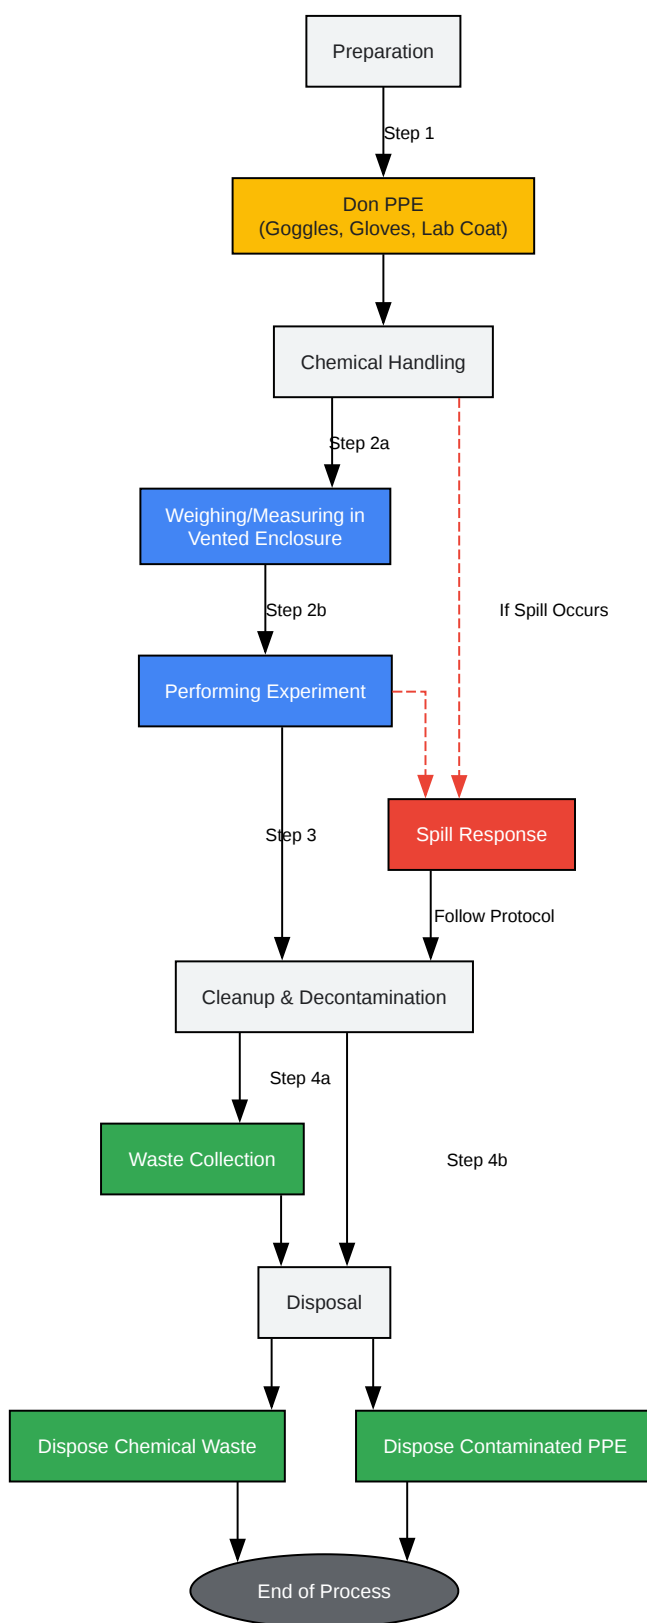 Preparation
Step 1
Don PPE
(Goggles, Gloves, Lab Coat)
Chemical Handling
Step 2a
Weighing/Measuring in
Vented Enclosure
Step 2b
If Spill Occurs
Performing Experiment
Step 3
Spill Response
Follow Protocol
Cleanup & Decontamination
Step 4a
Waste Collection
Step 4b
Disposal
Dispose Chemical Waste
Dispose Contaminated PPE
End of Process